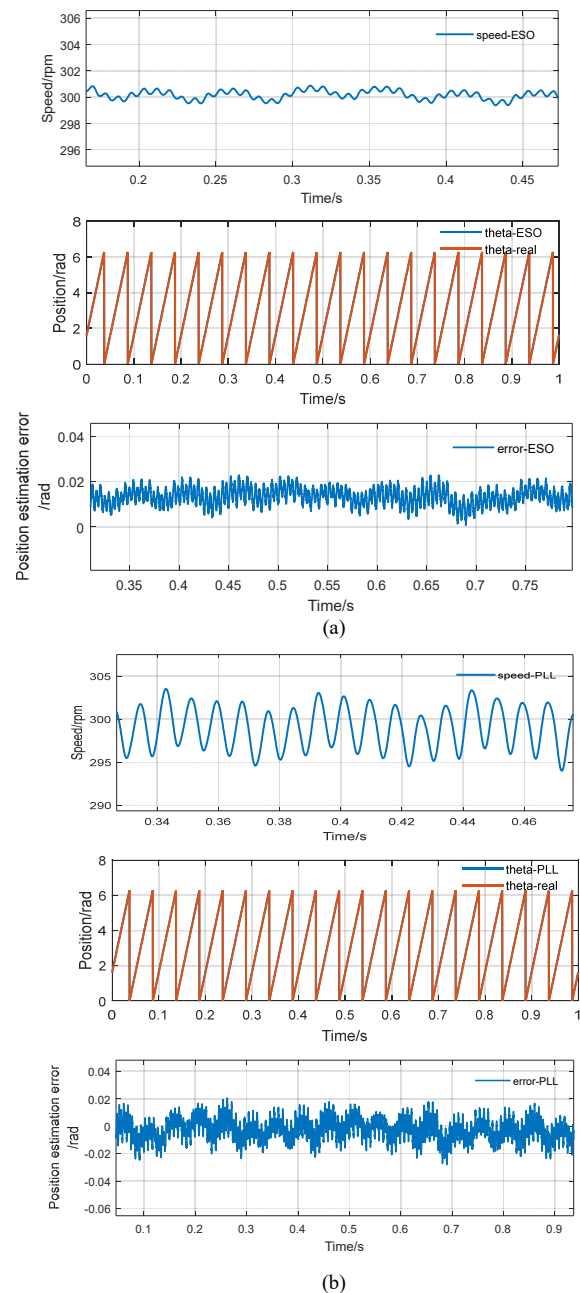 306
304
302
300
298
296
Speed/rpm
speed-ESO
0.2 0.25 0.3 0.35 0.4 0.45
Time/s
8
6
4
2
0
Position/rad
theta-ESO
theta-real
0 0.1 0.2 0.3 0.4 0.5 0.6 0.7 0.8 0.9 1
Time/s
0.04
0.02
0
Position estimation error
/rad
error-ESO
0.35 0.4 0.45 0.5 0.55 0.6 0.65 0.7 0.75
Time/s
(a)
305
300
295
290
Speed/rpm
speed-PLL
0.34 0.36 0.38 0.4 0.42 0.44 0.46
Time/s
8
6
4
2
0
Position/rad
theta-PLL
theta-real
0 0.1 0.2 0.3 0.4 0.5 0.6 0.7 0.8 0.9 1
Time/s
0.04
0.02
0
-0.02
-0.04
-0.06
Position estimation error
/rad
error-PLL
0.1 0.2 0.3 0.4 0.5 0.6 0.7 0.8 0.9
Time/s
(b)